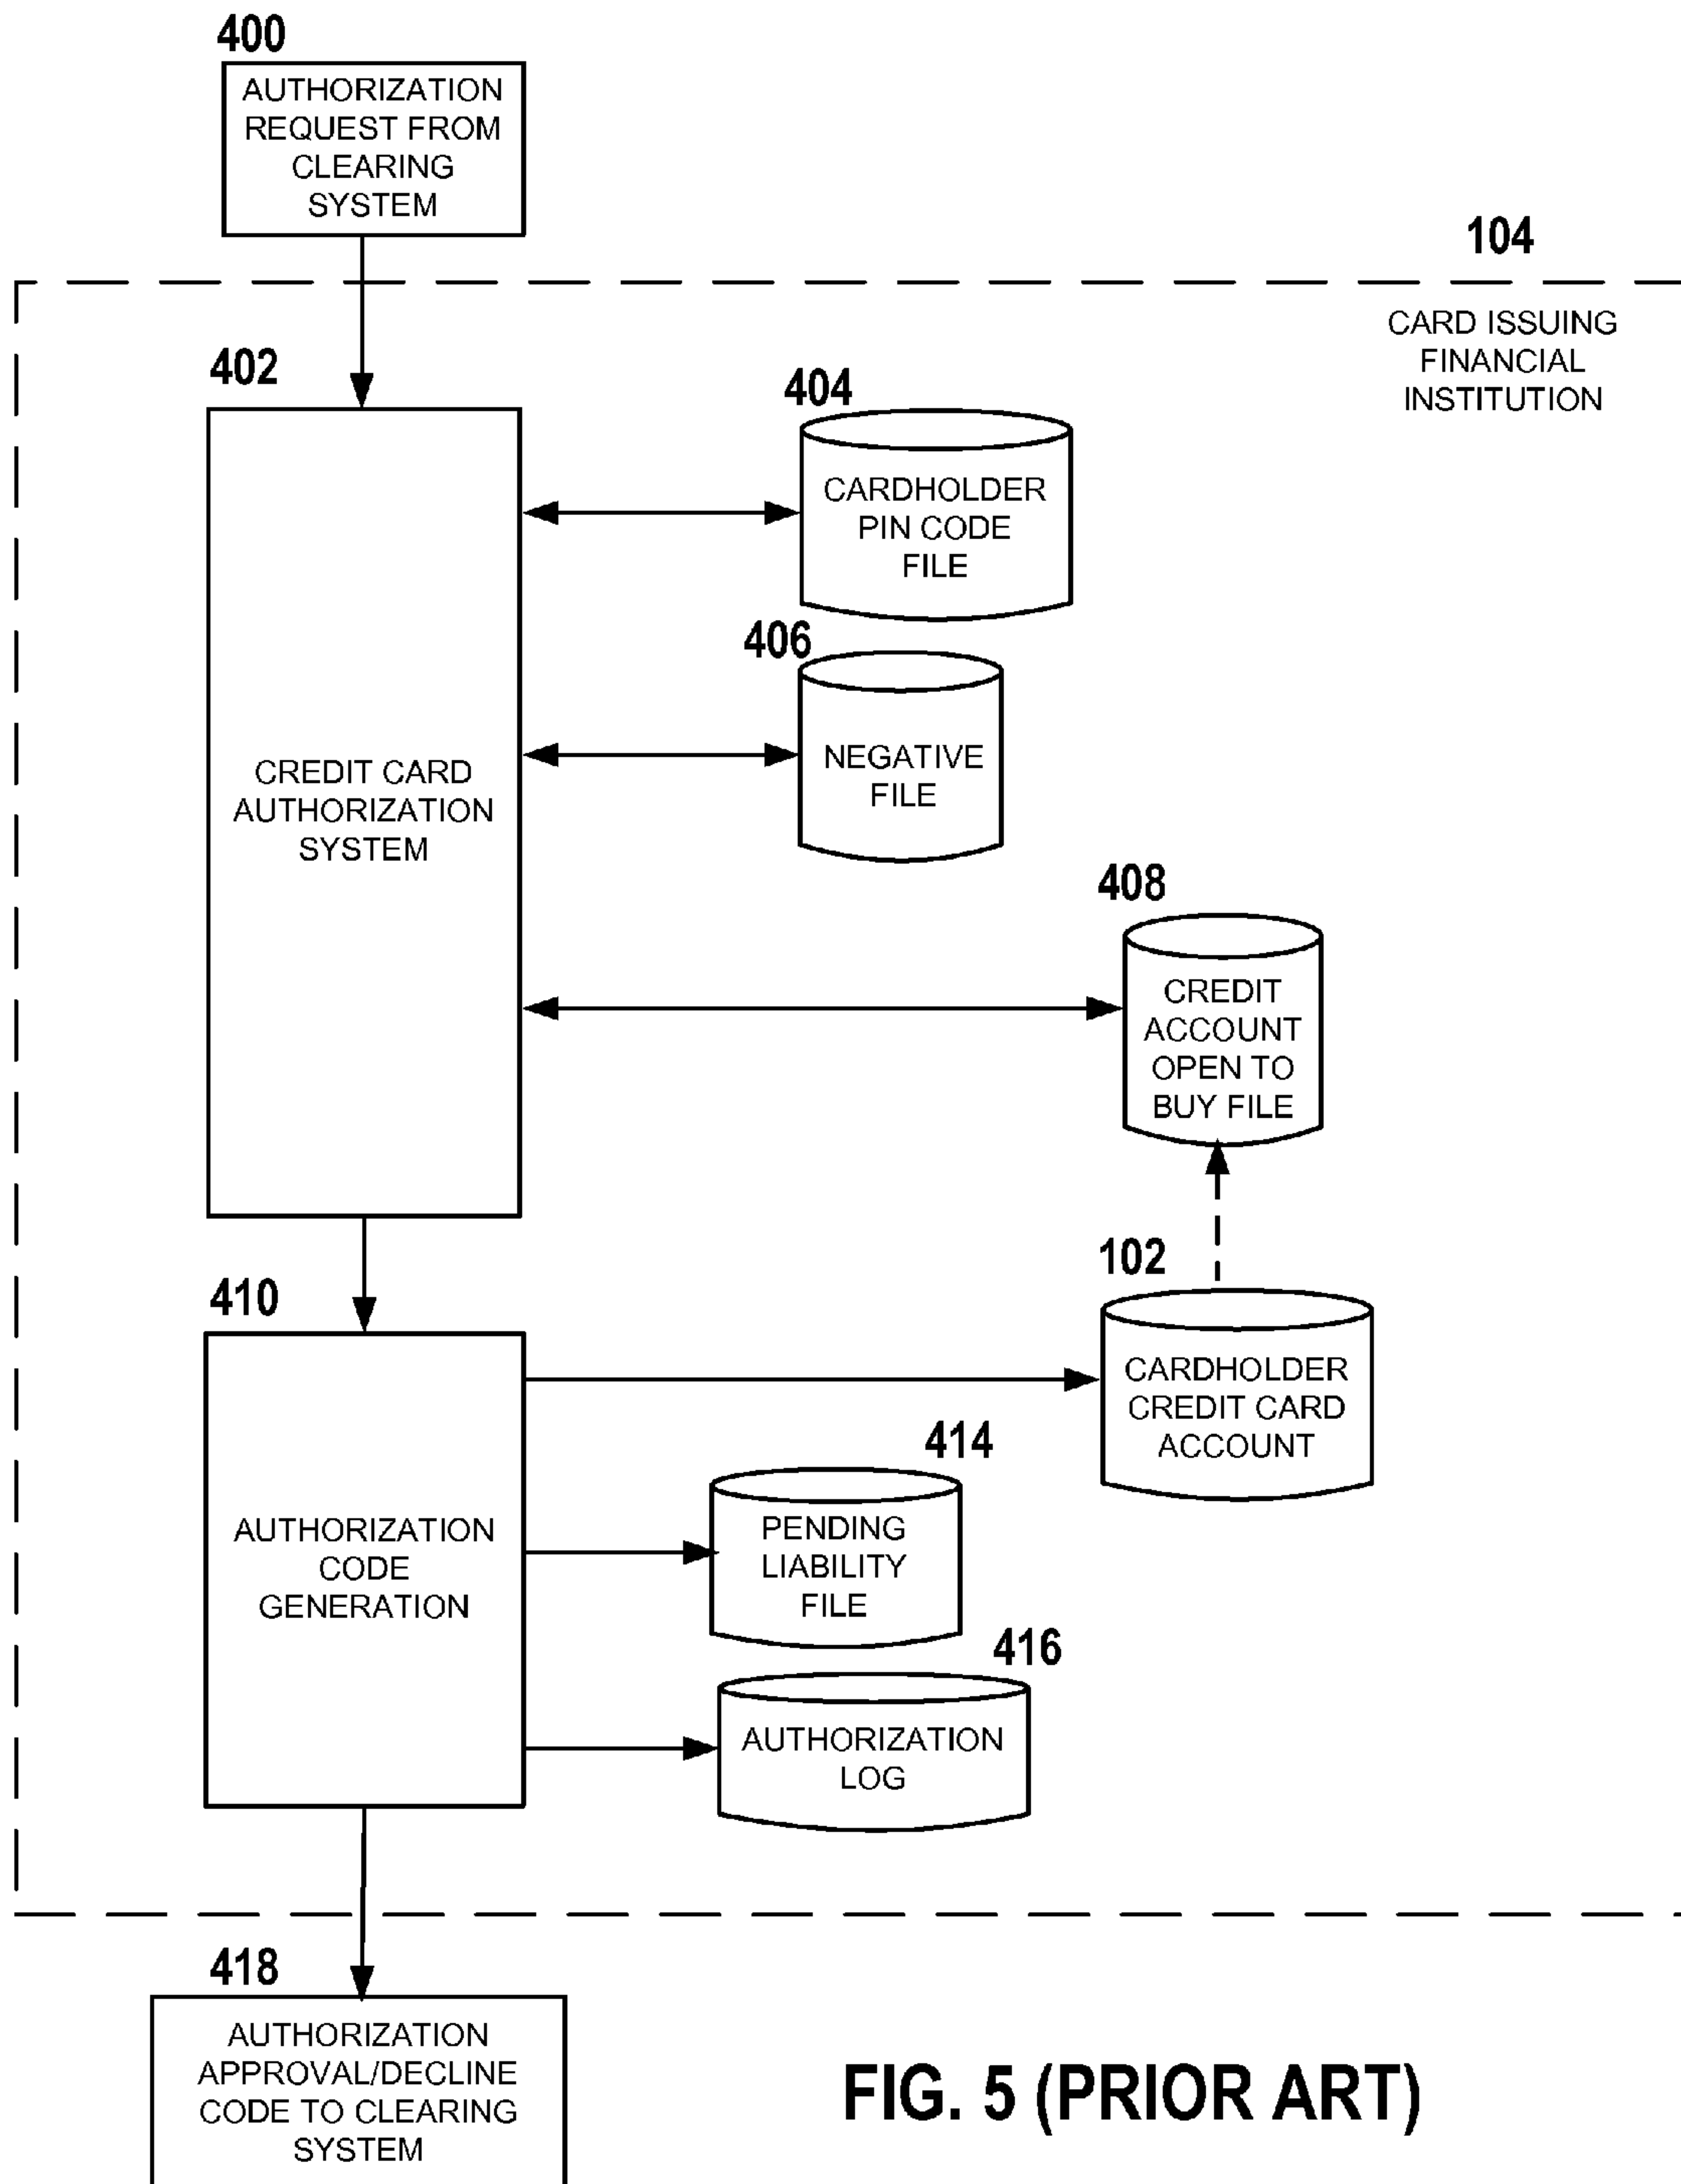 400
AUTHORIZATION
REQUEST FROM
CLEARING
SYSTEM
104
CARD ISSUING
FINANCIAL
INSTITUTION
402
CREDIT CARD
AUTHORIZATION
SYSTEM
404
CARDHOLDER
PIN CODE
FILE
406
NEGATIVE
FILE
408
CREDIT
ACCOUNT
OPEN TO
BUY FILE
410
AUTHORIZATION
CODE
GENERATION
102
CARDHOLDER
CREDIT CARD
ACCOUNT
414
PENDING
LIABILITY
FILE
416
AUTHORIZATION
LOG
418
AUTHORIZATION
APPROVAL/DECLINE
CODE TO CLEARING
SYSTEM
FIG. 5 (PRIOR ART)